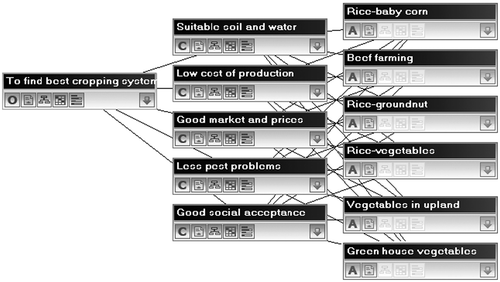 To find best cropping system
O
Suitable soil and water
C
Low cost of production
C
Good market and prices
C
Less pest problems
C
Good social acceptance
C
Rice-baby corn
A
Beef farming
A
Rice-groundnut
A
Rice-vegetables
A
Vegetables in upland
A
Green house vegetables
A